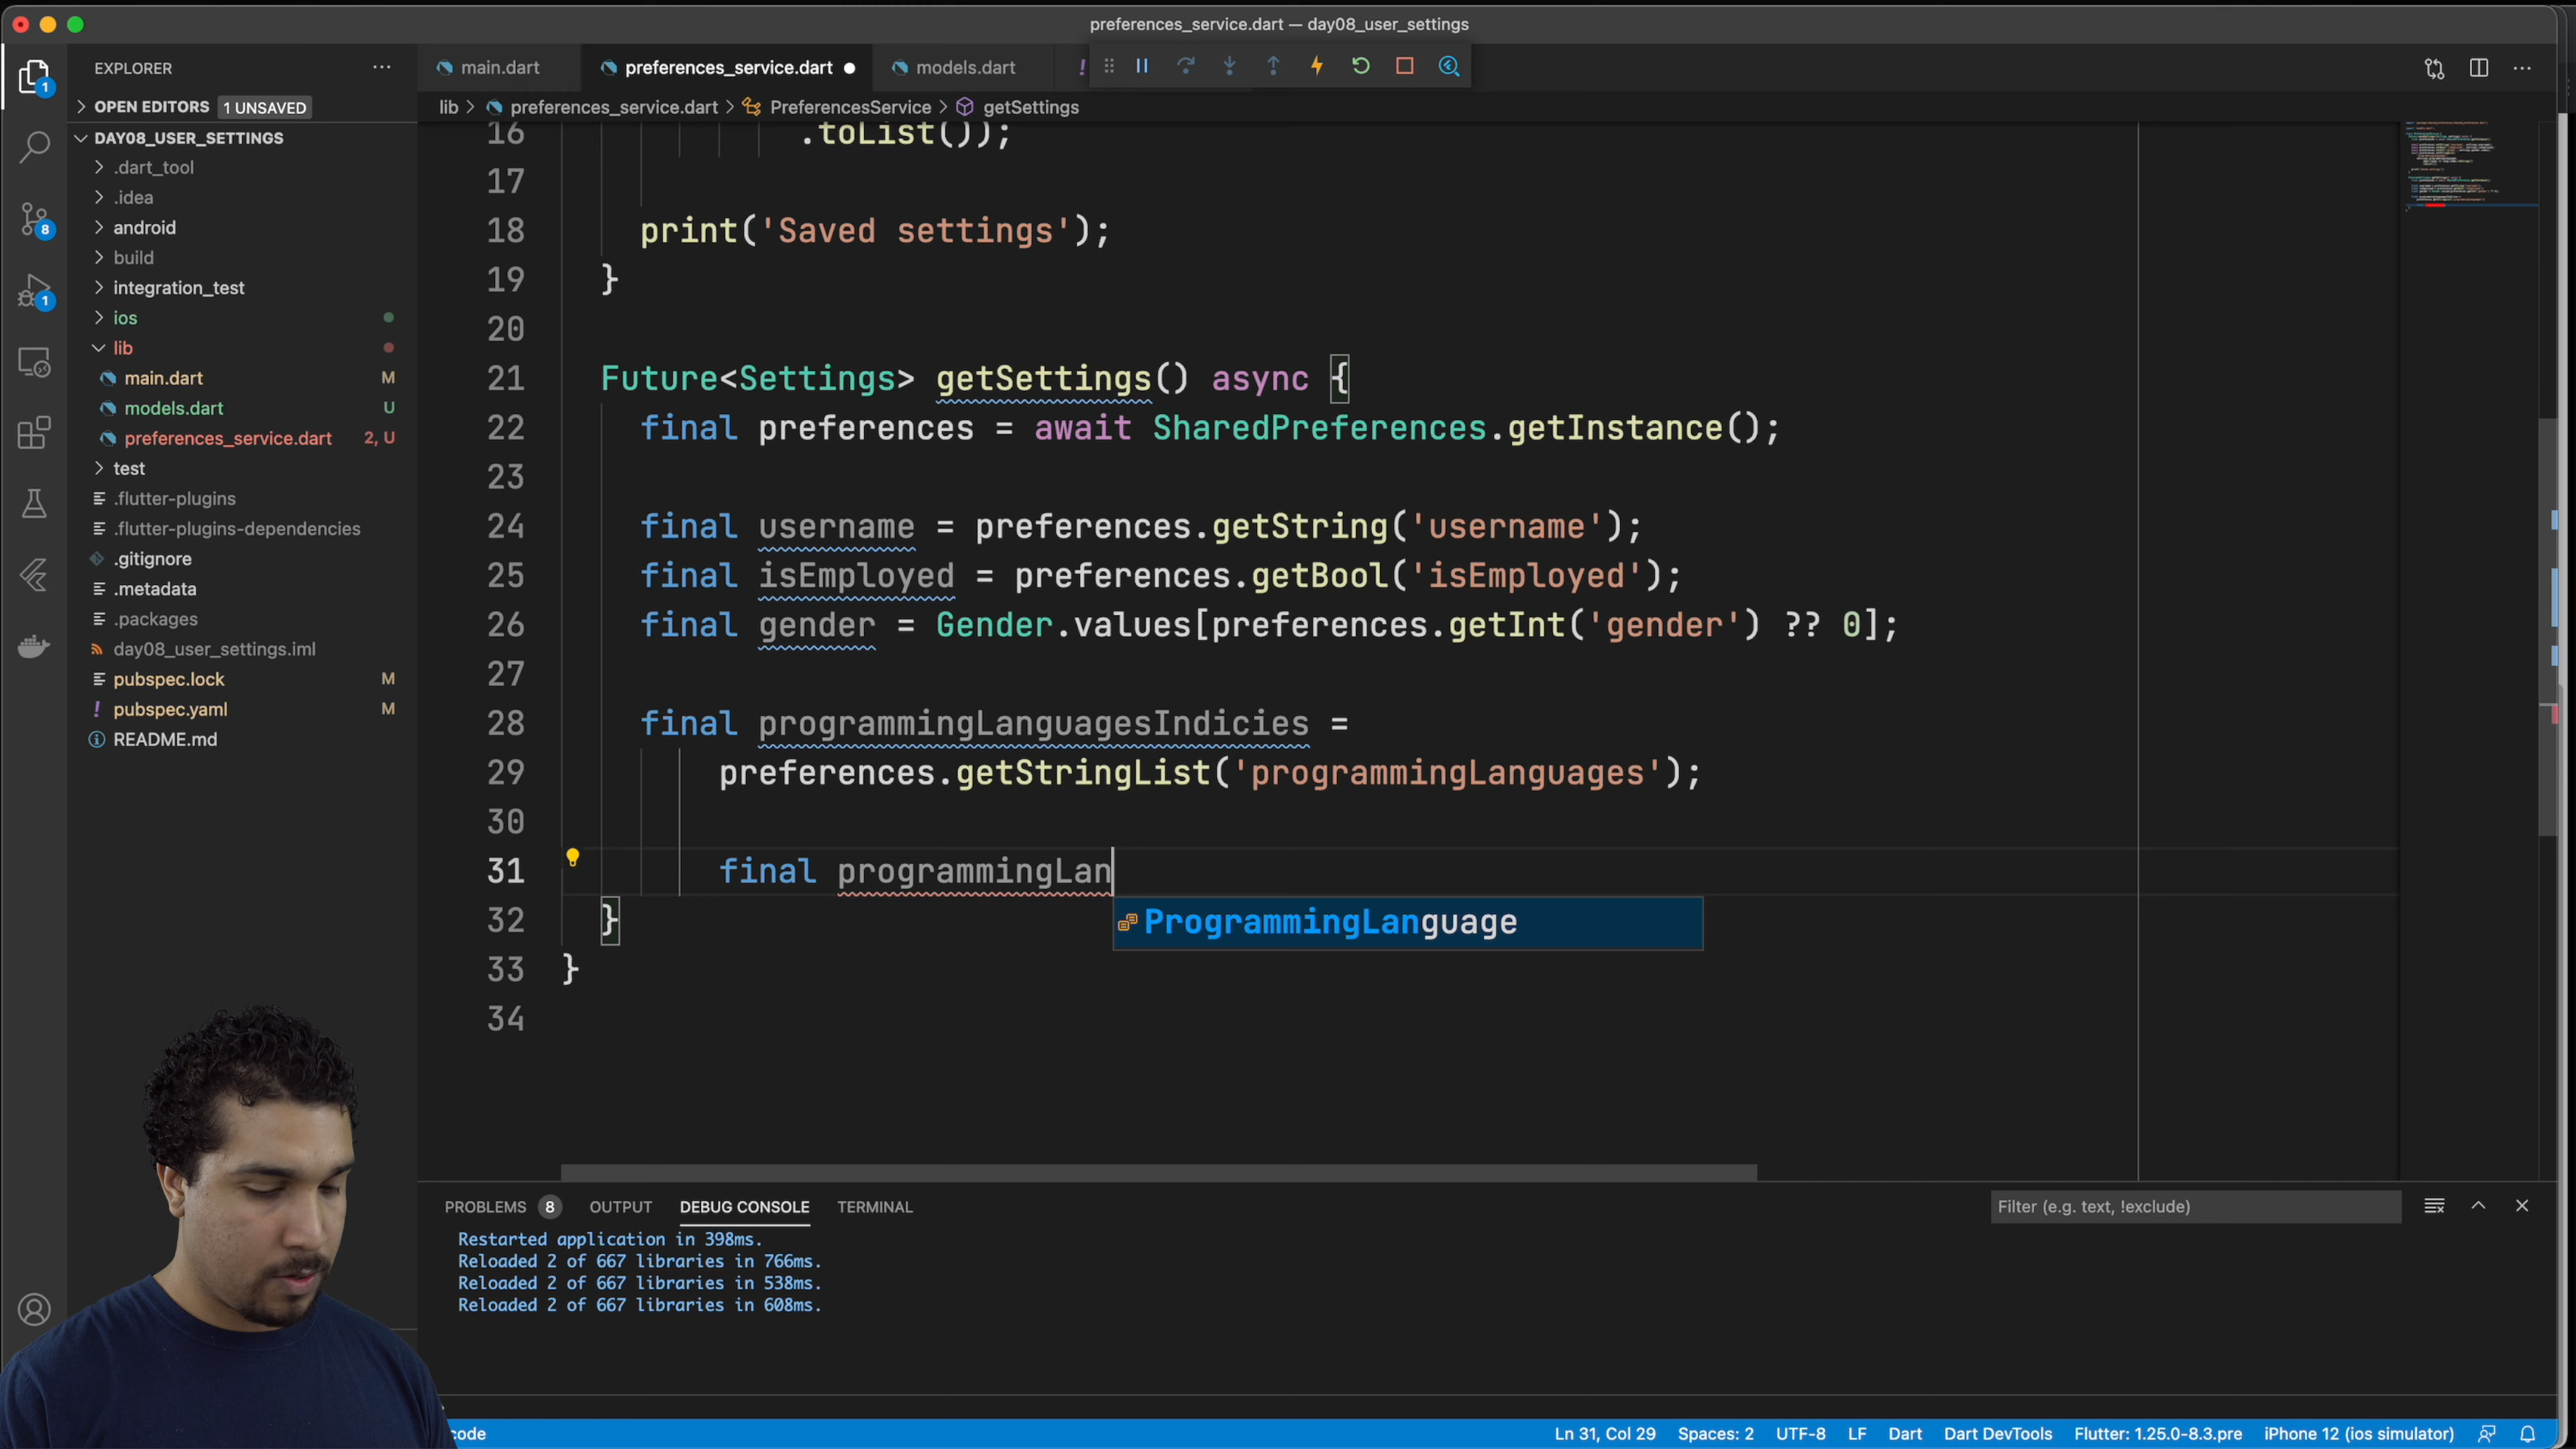 preferences_service.dart — day08_user_settings
EXPLORER
OPEN EDITORS 1 UNSAVED
DAY08_USER_SETTINGS
.dart_tool
.idea
android
build
integration_test
ios
lib
main.dart M
models.dart U
preferences_service.dart 2, U
test
.flutter-plugins
.flutter-plugins-dependencies
.gitignore
.metadata
.packages
day08_user_settings.iml
pubspec.lock M
! pubspec.yaml M
README.md
1
8
1
main.dart preferences_service.dart models.dart !
lib > preferences_service.dart > PreferencesService > getSettings
16 .toList());
17
18 print('Saved settings');
19 }
20
21 Future<Settings> getSettings() async {
22 final preferences = await SharedPreferences.getInstance();
23
24 final username = preferences.getString('username');
25 final isEmployed = preferences.getBool('isEmployed');
26 final gender = Gender.values[preferences.getInt('gender') ?? 0];
27
28 final programmingLanguagesIndicies =
29 preferences.getStringList('programmingLanguages');
30
31 final programmingLan
ProgrammingLanguage
32 }
33 }
34
PROBLEMS 8 OUTPUT DEBUG CONSOLE TERMINAL Filter (e.g. text, !exclude)
Restarted application in 398ms.
Reloaded 2 of 667 libraries in 766ms.
Reloaded 2 of 667 libraries in 538ms.
Reloaded 2 of 667 libraries in 608ms.
code Ln 31, Col 29 Spaces: 2 UTF-8 LF Dart Dart DevTools Flutter: 1.25.0-8.3.pre iPhone 12 (ios simulator)